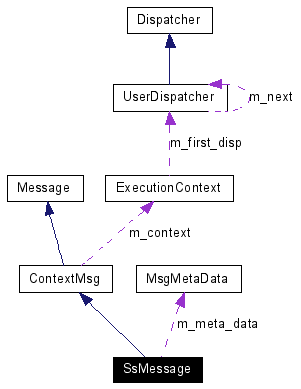 Dispatcher
UserDispatcher
m_next
m_first_disp
Message
ExecutionContext
m_context
ContextMsg
MsgMetaData
m_meta_data
SsMessage